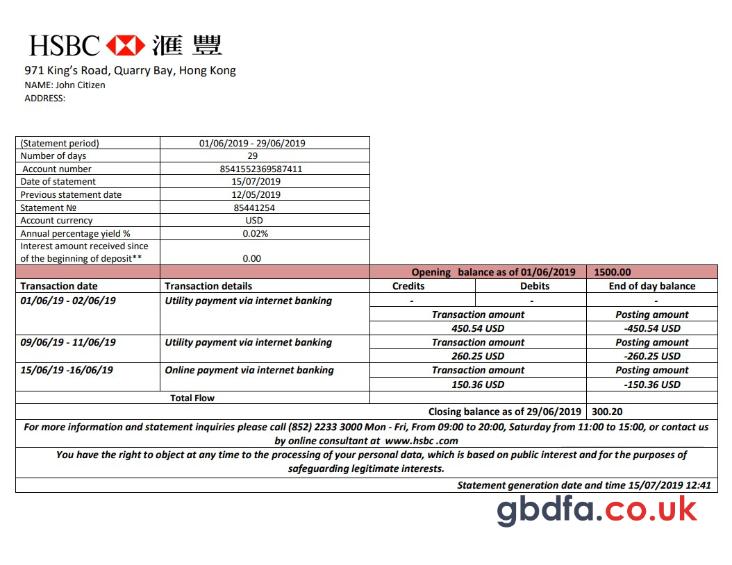 HSBC 滙 豐
971 King's Road, Quarry Bay, Hong Kong
NAME: John Citizen
ADDRESS:
(Statement period) 01/06/2019 - 29/06/2019
Number of days 29
Account number 8541552369587411
Date of statement 15/07/2019
Previous statement date 12/05/2019
Statement № 85441254
Account currency USD
Annual percentage yield % 0.02%
Interest amount received since
of the beginning of deposit** 0.00
Opening balance as of 01/06/2019 1500.00
Transaction date Transaction details Credits Debits End of day balance
01/06/19 - 02/06/19 Utility payment via internet banking - - -
Transaction amount Posting amount
450.54 USD -450.54 USD
09/06/19 - 11/06/19 Utility payment via internet banking Transaction amount Posting amount
260.25 USD -260.25 USD
15/06/19 -16/06/19 Online payment via internet banking Transaction amount Posting amount
150.36 USD -150.36 USD
Total Flow
Closing balance as of 29/06/2019 300.20
For more information and statement inquiries please call (852) 2233 3000 Mon - Fri, From 09:00 to 20:00, Saturday from 11:00 to 15:00, or contact us
by online consultant at www.hsbc .com
You have the right to object at any time to the processing of your personal data, which is based on public interest and for the purposes of
safeguarding legitimate interests.
Statement generation date and time 15/07/2019 12:41
gbdfa.co.uk